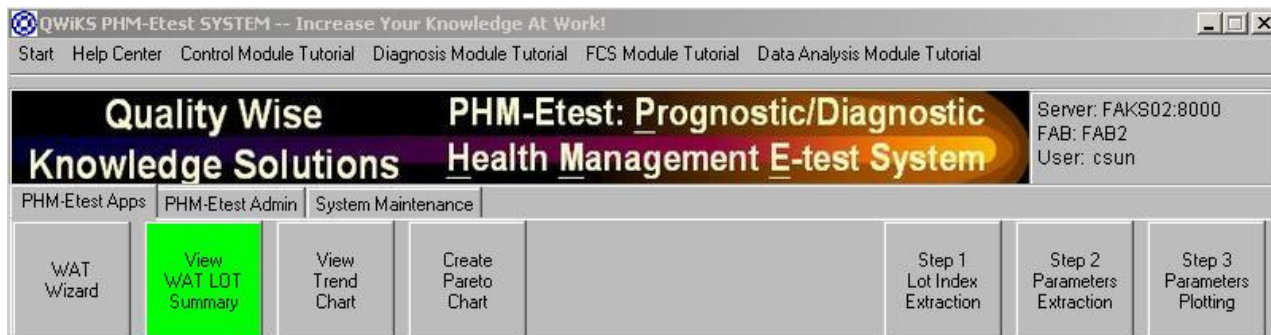 QWiKS PHM-Etest SYSTEM -- Increase Your Knowledge At Work!
Start Help Center Control Module Tutorial Diagnosis Module Tutorial FCS Module Tutorial Data Analysis Module Tutorial
Quality Wise
Knowledge Solutions
PHM-Etest: Prognostic/Diagnostic
Health Management E-test System
Server: FAKS02:8000
FAB: FAB2
User: csun
PHM-Etest Apps PHM-Etest Admin System Maintenance
WAT
Wizard
View
WAT LOT
Summary
View
Trend
Chart
Create
Pareto
Chart
Step 1
Lot Index
Extraction
Step 2
Parameters
Extraction
Step 3
Parameters
Plotting